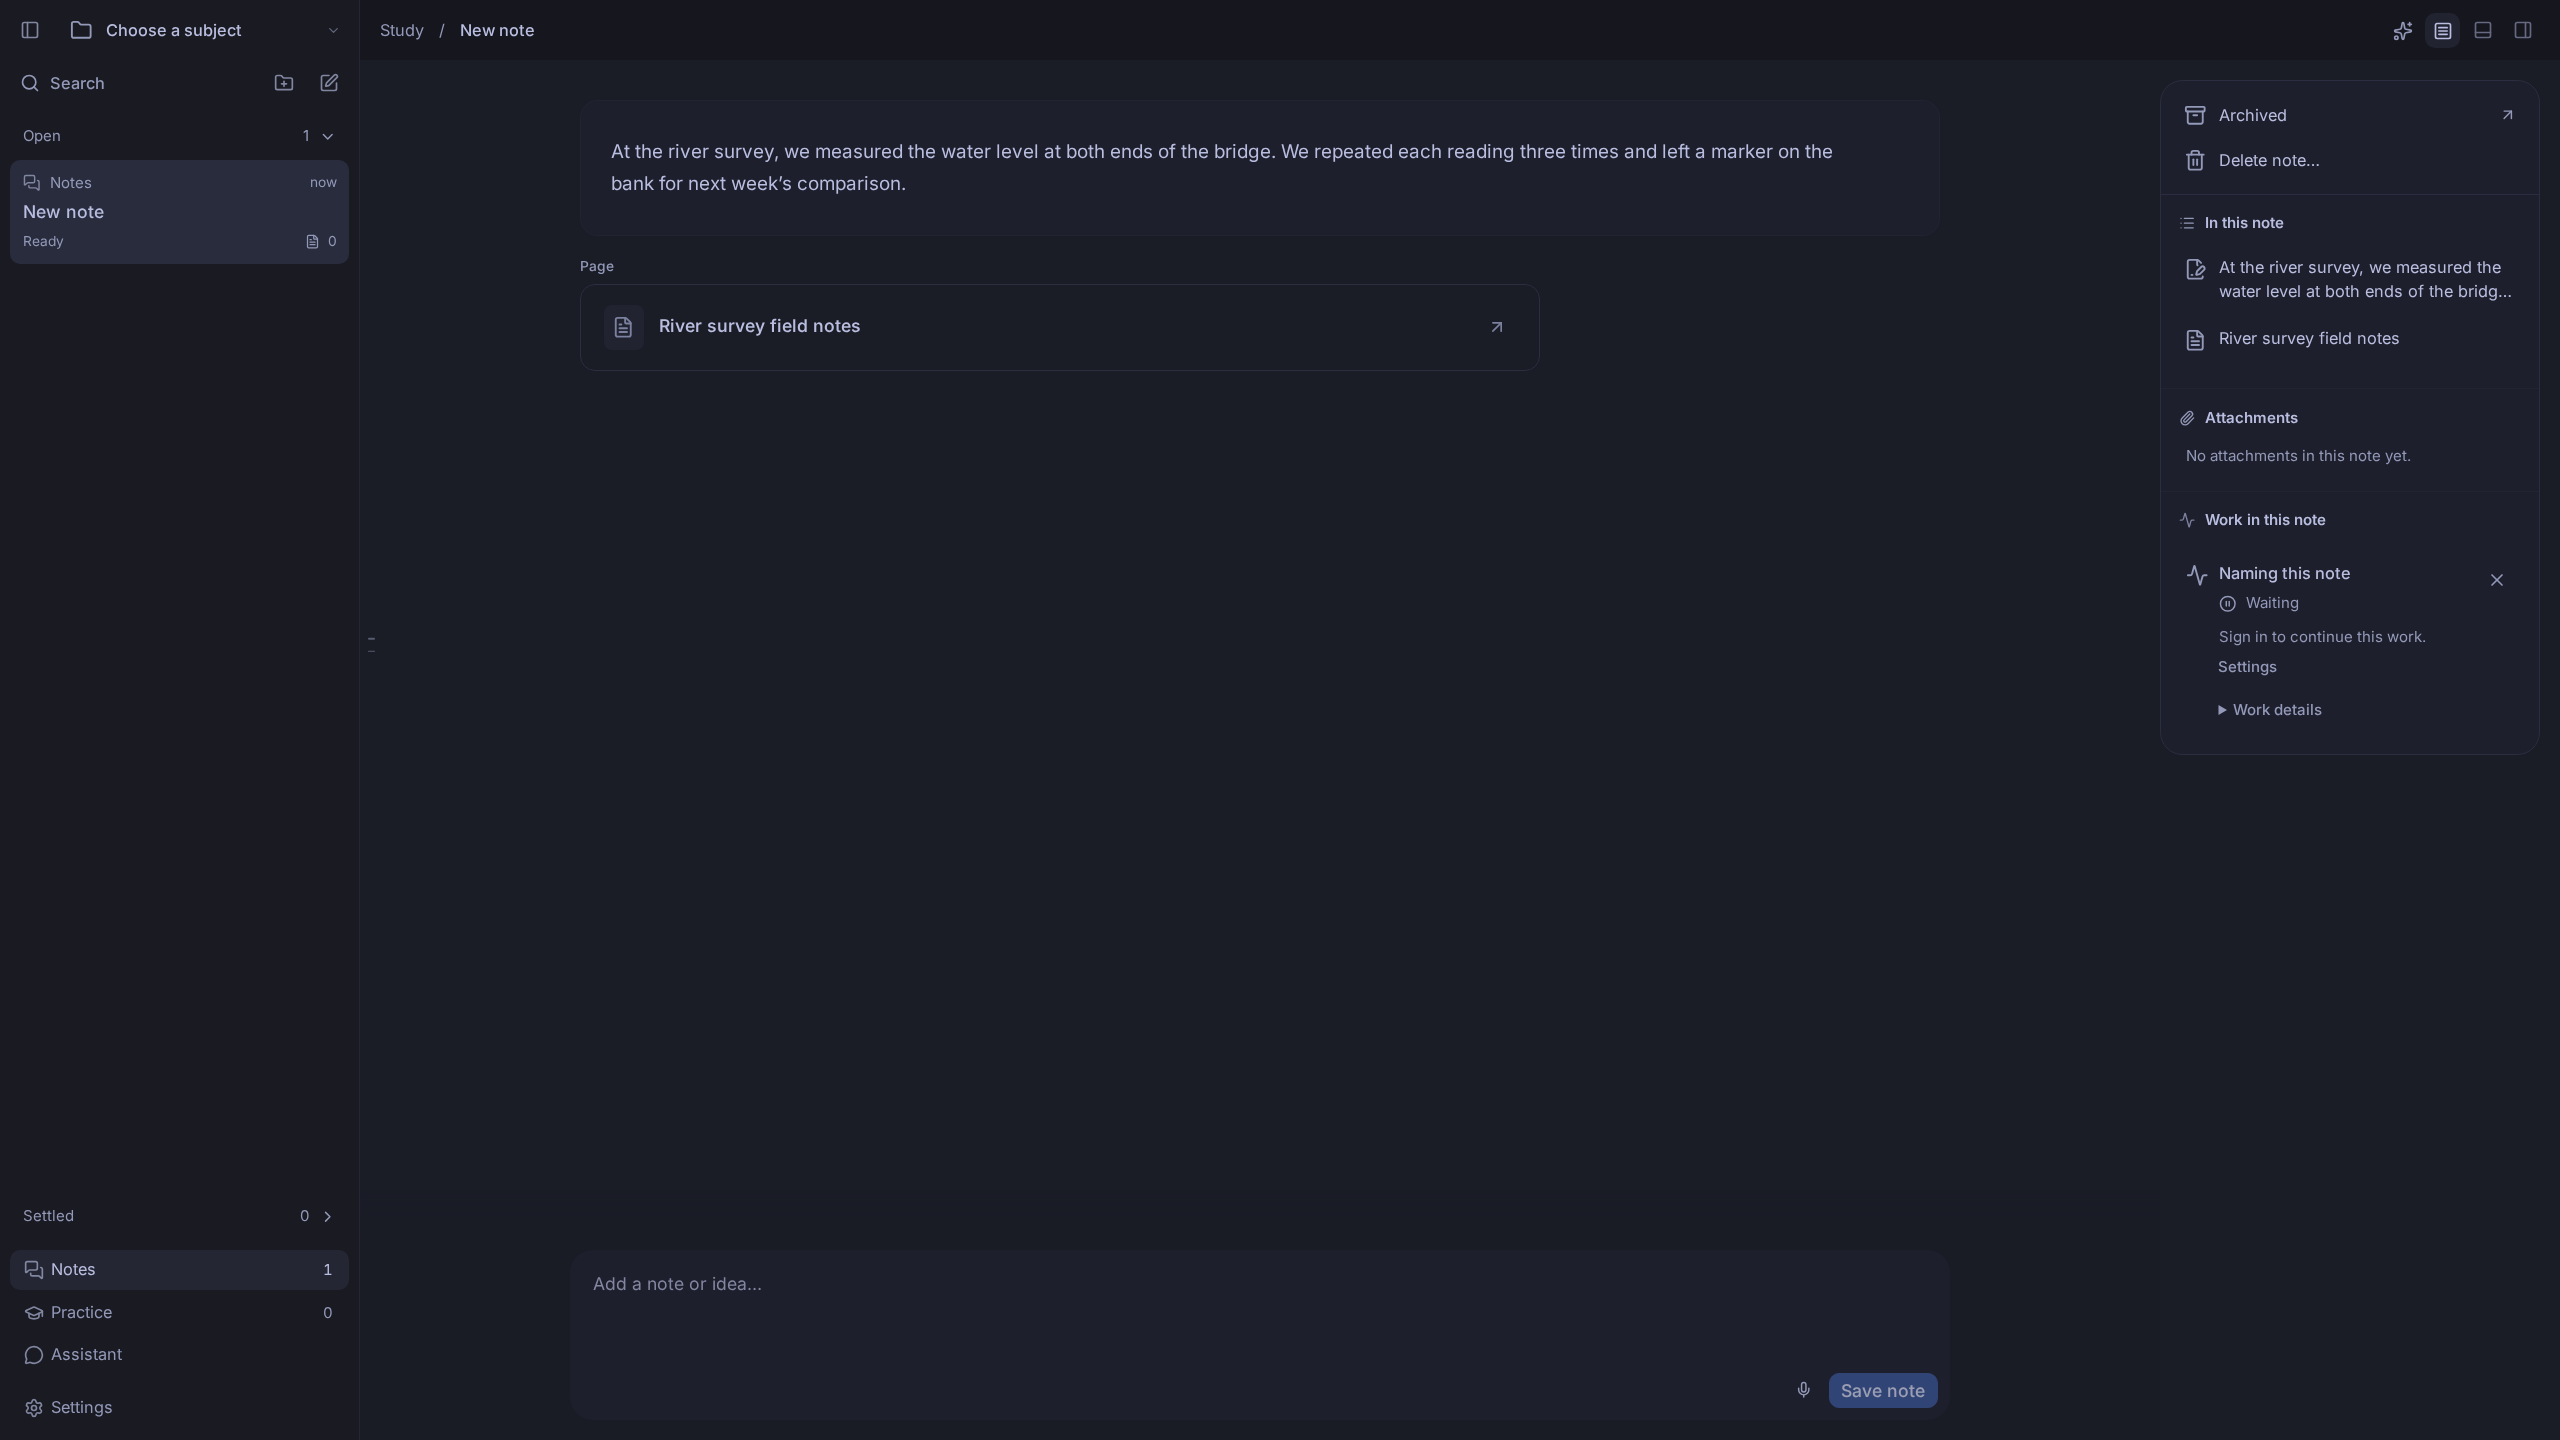 Choose a subject
Search
Open 1
Notes now
New note
Ready 0
Settled 0
Notes 1
Practice 0
Assistant
Settings
Study / New note
At the river survey, we measured the water level at both ends of the bridge. We repeated each reading three times and left a marker on the
bank for next week’s comparison.
Page
River survey field notes
Add a note or idea...
Save note
Archived
Delete note...
In this note
At the river survey, we measured the
water level at both ends of the bridg...
River survey field notes
Attachments
No attachments in this note yet.
Work in this note
Naming this note
Waiting
Sign in to continue this work.
Settings
Work details